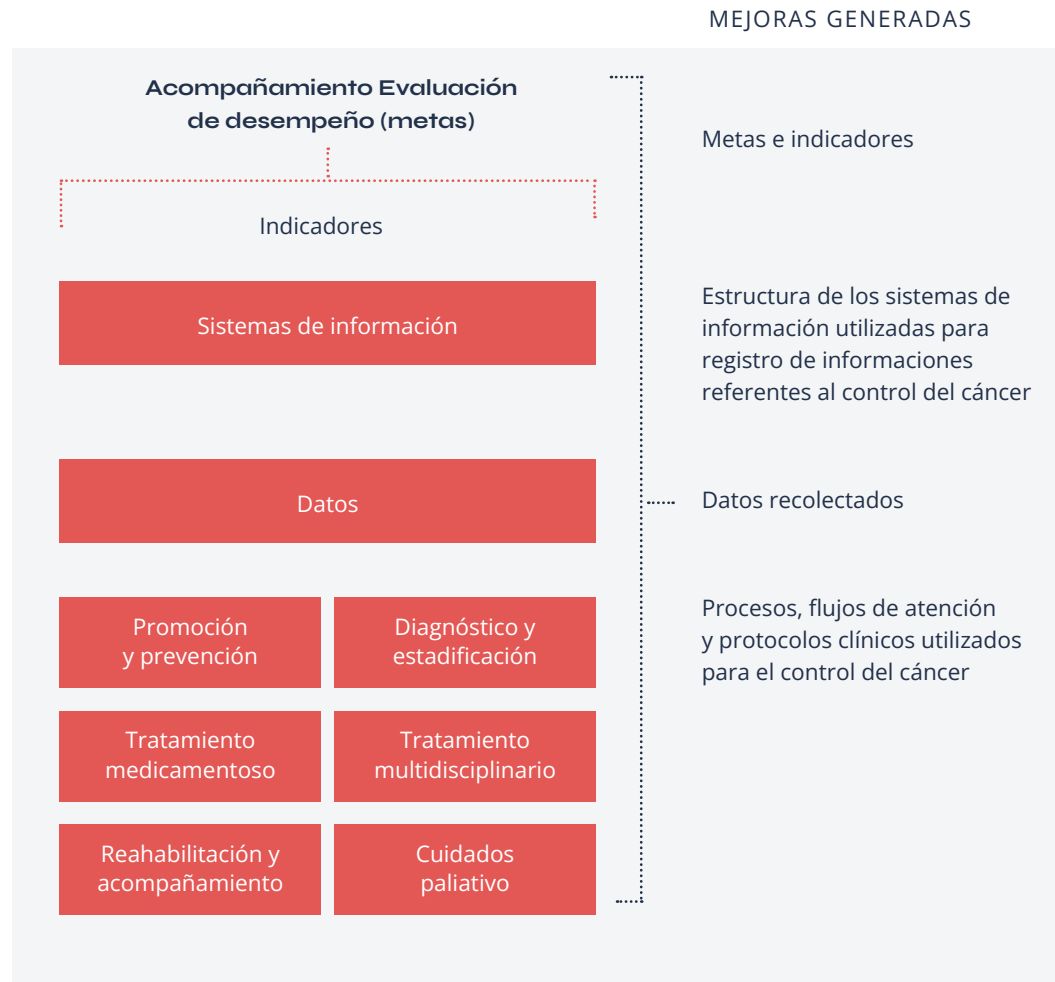 MEJORAS GENERADAS
Acompañamiento Evaluación
de desempeño (metas)
Indicadores
Sistemas de información
Datos
Promoción
y prevención
Diagnóstico y
estadificación
Tratamiento
medicamentoso
Tratamiento
multidisciplinario
Reahabilitación y
acompañamiento
Cuidados
paliativo
Metas e indicadores
Estructura de los sistemas de
información utilizadas para
registro de informaciones
referentes al control del cáncer
Datos recolectados
Procesos, flujos de atención
y protocolos clínicos utilizados
para el control del cáncer